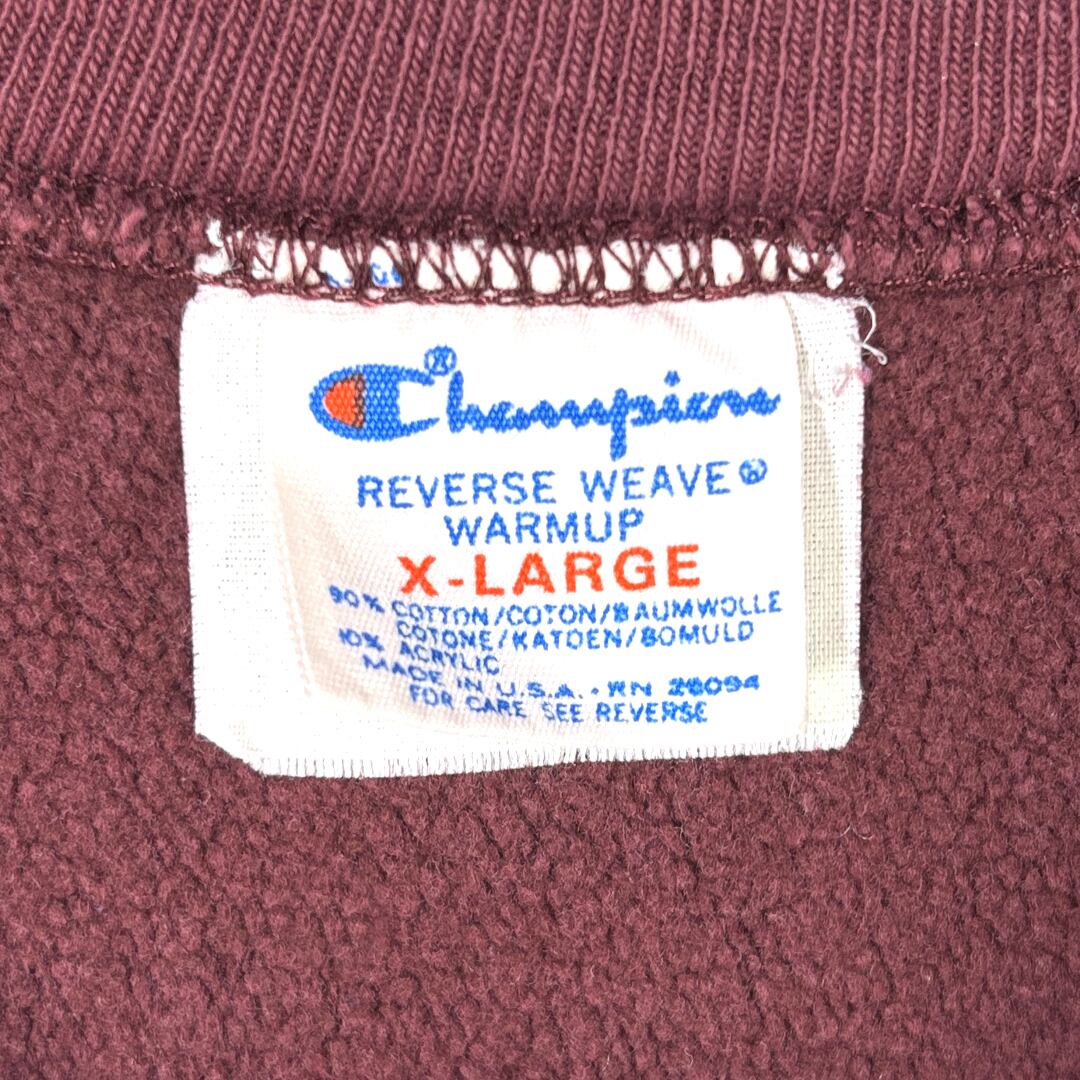 Champion®
REVERSE WEAVE®
WARMUP
X-LARGE
90% COTTON/COTON/BAUMWOLLE
COTONE/KATOEN/BOMULD
10% ACRYLIC
MADE IN U.S.A. · RN 26094
FOR CARE SEE REVERSE